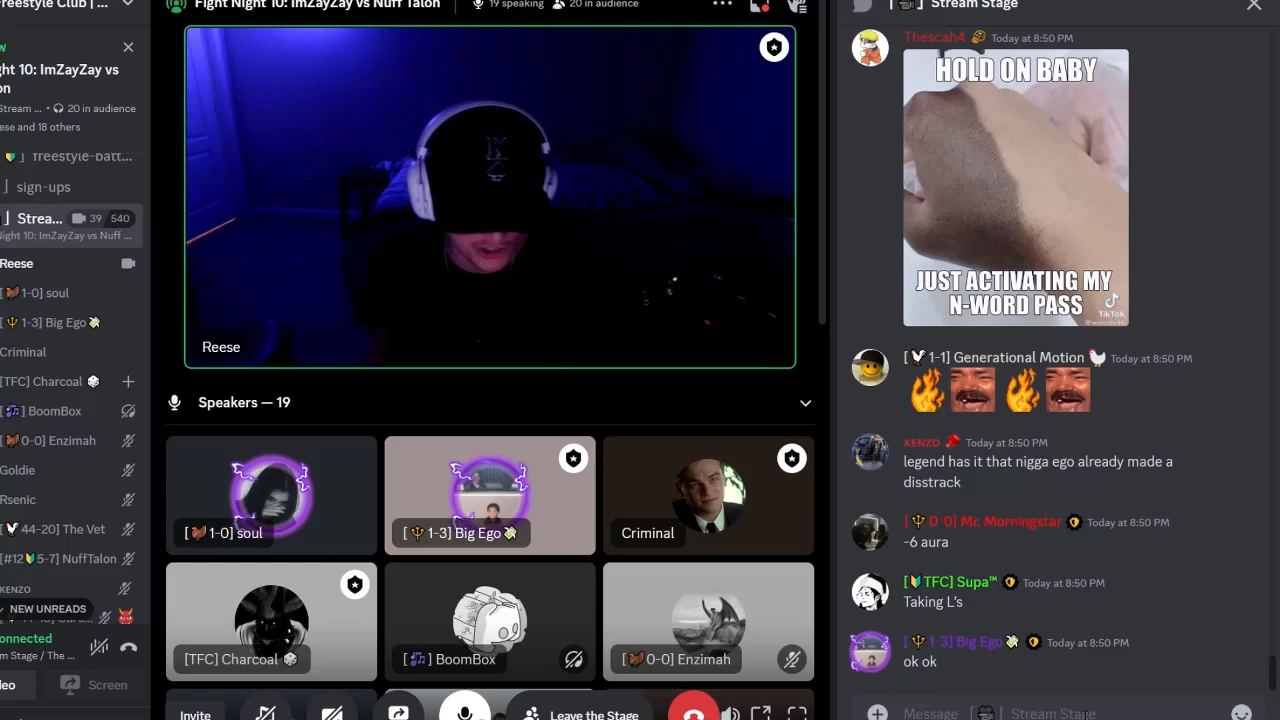 reestyle Club | ...
ght 10: ImZayZay vs
on
Stream ... • 20 in audience
ese and 18 others
freestyle-batt...
sign-ups
Strea... 39 540
Night 10: ImZayZay vs Nuff ...
Reese
[ 1-0] soul
[ 1-3] Big Ego
Criminal
[TFC] Charcoal
[ ] BoomBox
[ 0-0] Enzimah
Goldie
Rsenic
[ 44-20] The Vet
[#12 5-7] NuffTalon
KENZO
NEW UNREADS
onnected
m Stage / The ...
deo
Screen
Fight Night 10: ImZayZay vs Nuff Talon
19 speaking
20 in audience
Reese
Speakers — 19
[ 1-0] soul
[ 1-3] Big Ego
Criminal
[TFC] Charcoal
[ ] BoomBox
[ 0-0] Enzimah
Invite
Leave the Stage
Stream Stage
Thescah4 Today at 8:50 PM
HOLD ON BABY
JUST ACTIVATING MY
N-WORD PASS
TikTok
[ 1-1] Generational Motion Today at 8:50 PM
KENZO Today at 8:50 PM
legend has it that nigga ego already made a
disstrack
[ 0-0] Mr. Morningstar Today at 8:50 PM
-6 aura
[ TFC] Supa™ Today at 8:50 PM
Taking L's
[ 1-3] Big Ego Today at 8:50 PM
ok ok
Message Stream Stage